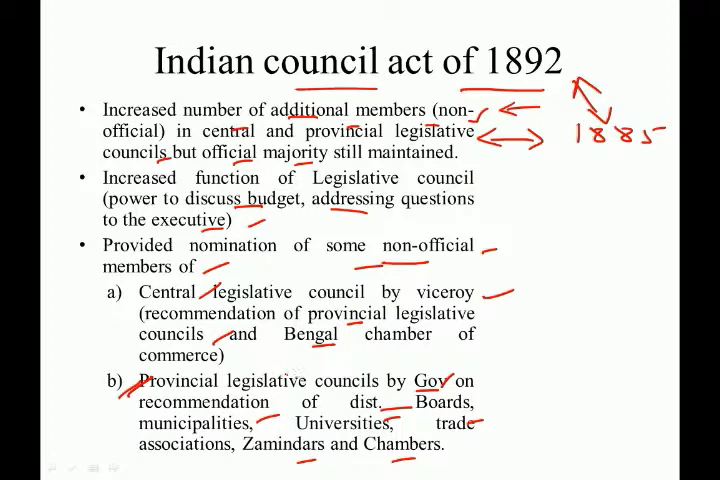 Indian council act of 1892
• Increased number of additional members (non-
official) in central and provincial legislative
councils but official majority still maintained.
1885
• Increased function of Legislative council
(power to discuss budget, addressing questions
to the executive)
• Provided nomination of some non-official
members of
a) Central legislative council by viceroy
(recommendation of provincial legislative
councils and Bengal chamber of
commerce)
b) Provincial legislative councils by Gov on
recommendation of dist. Boards,
municipalities, Universities, trade
associations, Zamindars and Chambers.